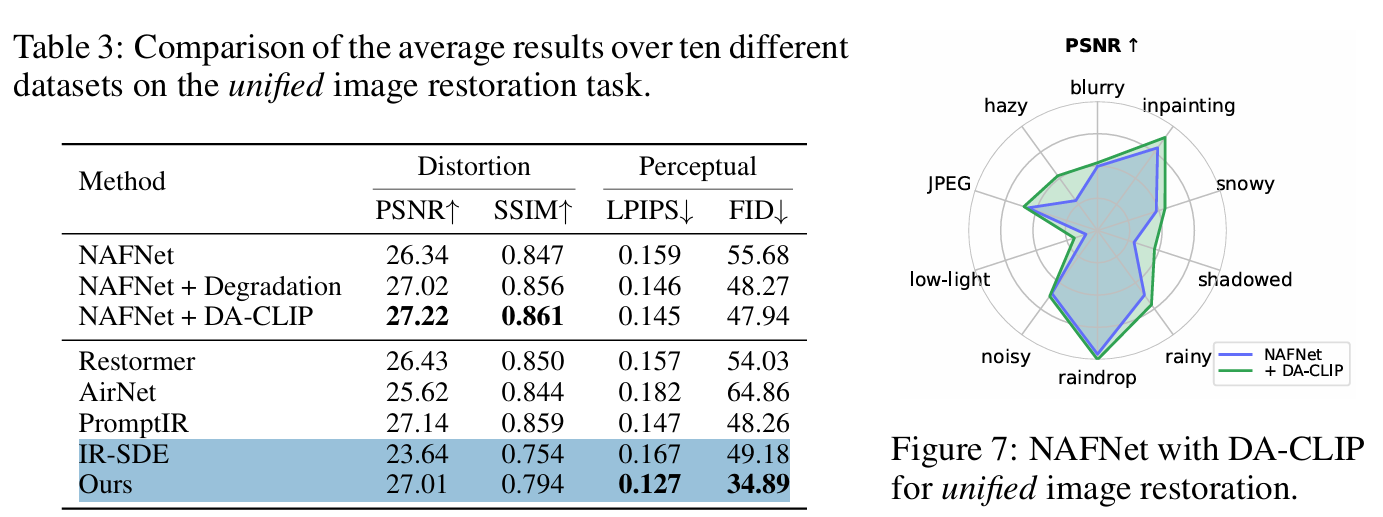 Table 3: Comparison of the average results over ten different
datasets on the unified image restoration task.
Method Distortion Perceptual
PSNR↑ SSIM↑ LPIPS↓ FID↓
NAFNet 26.34 0.847 0.159 55.68
NAFNet + Degradation 27.02 0.856 0.146 48.27
NAFNet + DA-CLIP 27.22 0.861 0.145 47.94
Restormer 26.43 0.850 0.157 54.03
AirNet 25.62 0.844 0.182 64.86
PromptIR 27.14 0.859 0.147 48.26
IR-SDE 23.64 0.754 0.167 49.18
Ours 27.01 0.794 0.127 34.89
PSNR ↑
blurry
hazy
inpainting
JPEG
snowy
low-light
shadowed
noisy
rainy
raindrop
NAFNet
+ DA-CLIP
Figure 7: NAFNet with DA-CLIP
for unified image restoration.